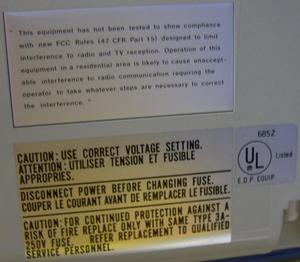 " This equipment has not been tested to show compliance
with new FCC Rules (47 CFR Part 15) designed to limit
interference to radio and TV reception. Operation of this
equipment in a residential area is likely to cause unaccept-
able interference to radio communication requiring the
operator to take whatever steps are necessary to correct
the interference. "
CAUTION: USE CORRECT VOLTAGE SETTING.
ATTENTION: UTILISER TENSION ET FUSIBLE
APPROPRIES.
DISCONNECT POWER BEFORE CHANGING FUSE.
COUPER LE COURANT AVANT DE REMPLACER LE FUSIBLE.
CAUTION: FOR CONTINUED PROTECTION AGAINST A
RISK OF FIRE REPLACE ONLY WITH SAME TYPE 3A-
250V FUSE. REFER REPLACEMENT TO QUALIFIED
SERVICE PERSONNEL.
685Z
UL Listed
E.D.P. EQUIP